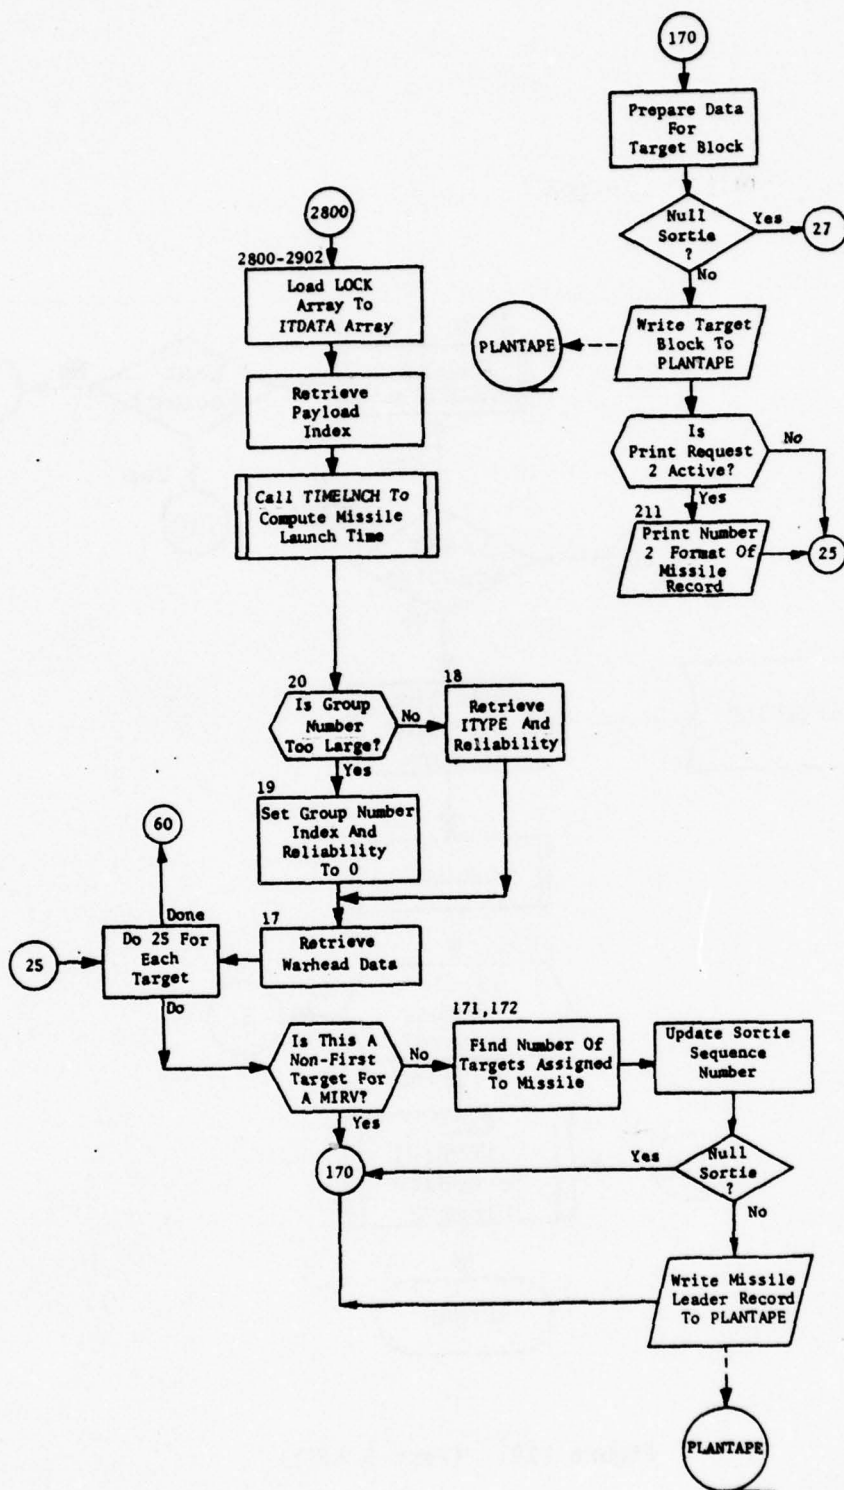 170
Prepare Data
For
Target Block
Null
Sortie
?
Yes
27
No
Write Target
Block To
PLANTAPE
PLANTAPE
Is
Print Request
2 Active?
No
Yes
211
Print Number
2 Format Of
Missile
Record
25
2800
2800-2902
Load LOCK
Array To
ITDATA Array
Retrieve
Payload
Index
Call TIMELNCH To
Compute Missile
Launch Time
20
Is Group
Number
Too Large?
No
18
Retrieve
ITYPE And
Reliability
Yes
19
Set Group Number
Index And
Reliability
To 0
60
Done
17
Retrieve
Warhead Data
25
Do 25 For
Each
Target
Do
Is This A
Non-First
Target For
A MIRV?
No
171,172
Find Number Of
Targets Assigned
To Missile
Update Sortie
Sequence
Number
Yes
170
Yes
Null
Sortie
?
No
Write Missile
Leader Record
To PLANTAPE
PLANTAPE